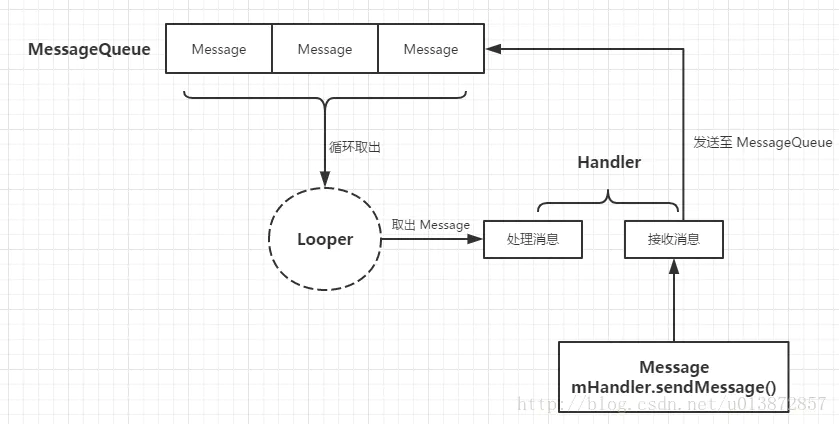 MessageQueue
Message
Message
Message
发送至 MessageQueue
循环取出
Handler
Looper
取出 Message
处理消息
接收消息
Message
mHandler.sendMessage()
http://blog.csdn.net/u013872857